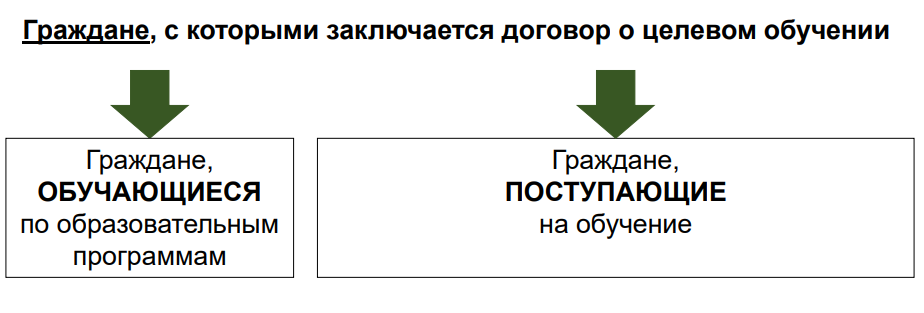 Граждане, с которыми заключается договор о целевом обучении
Граждане,
ОБУЧАЮЩИЕСЯ
по образовательным
программам
Граждане,
ПОСТУПАЮЩИЕ
на обучение